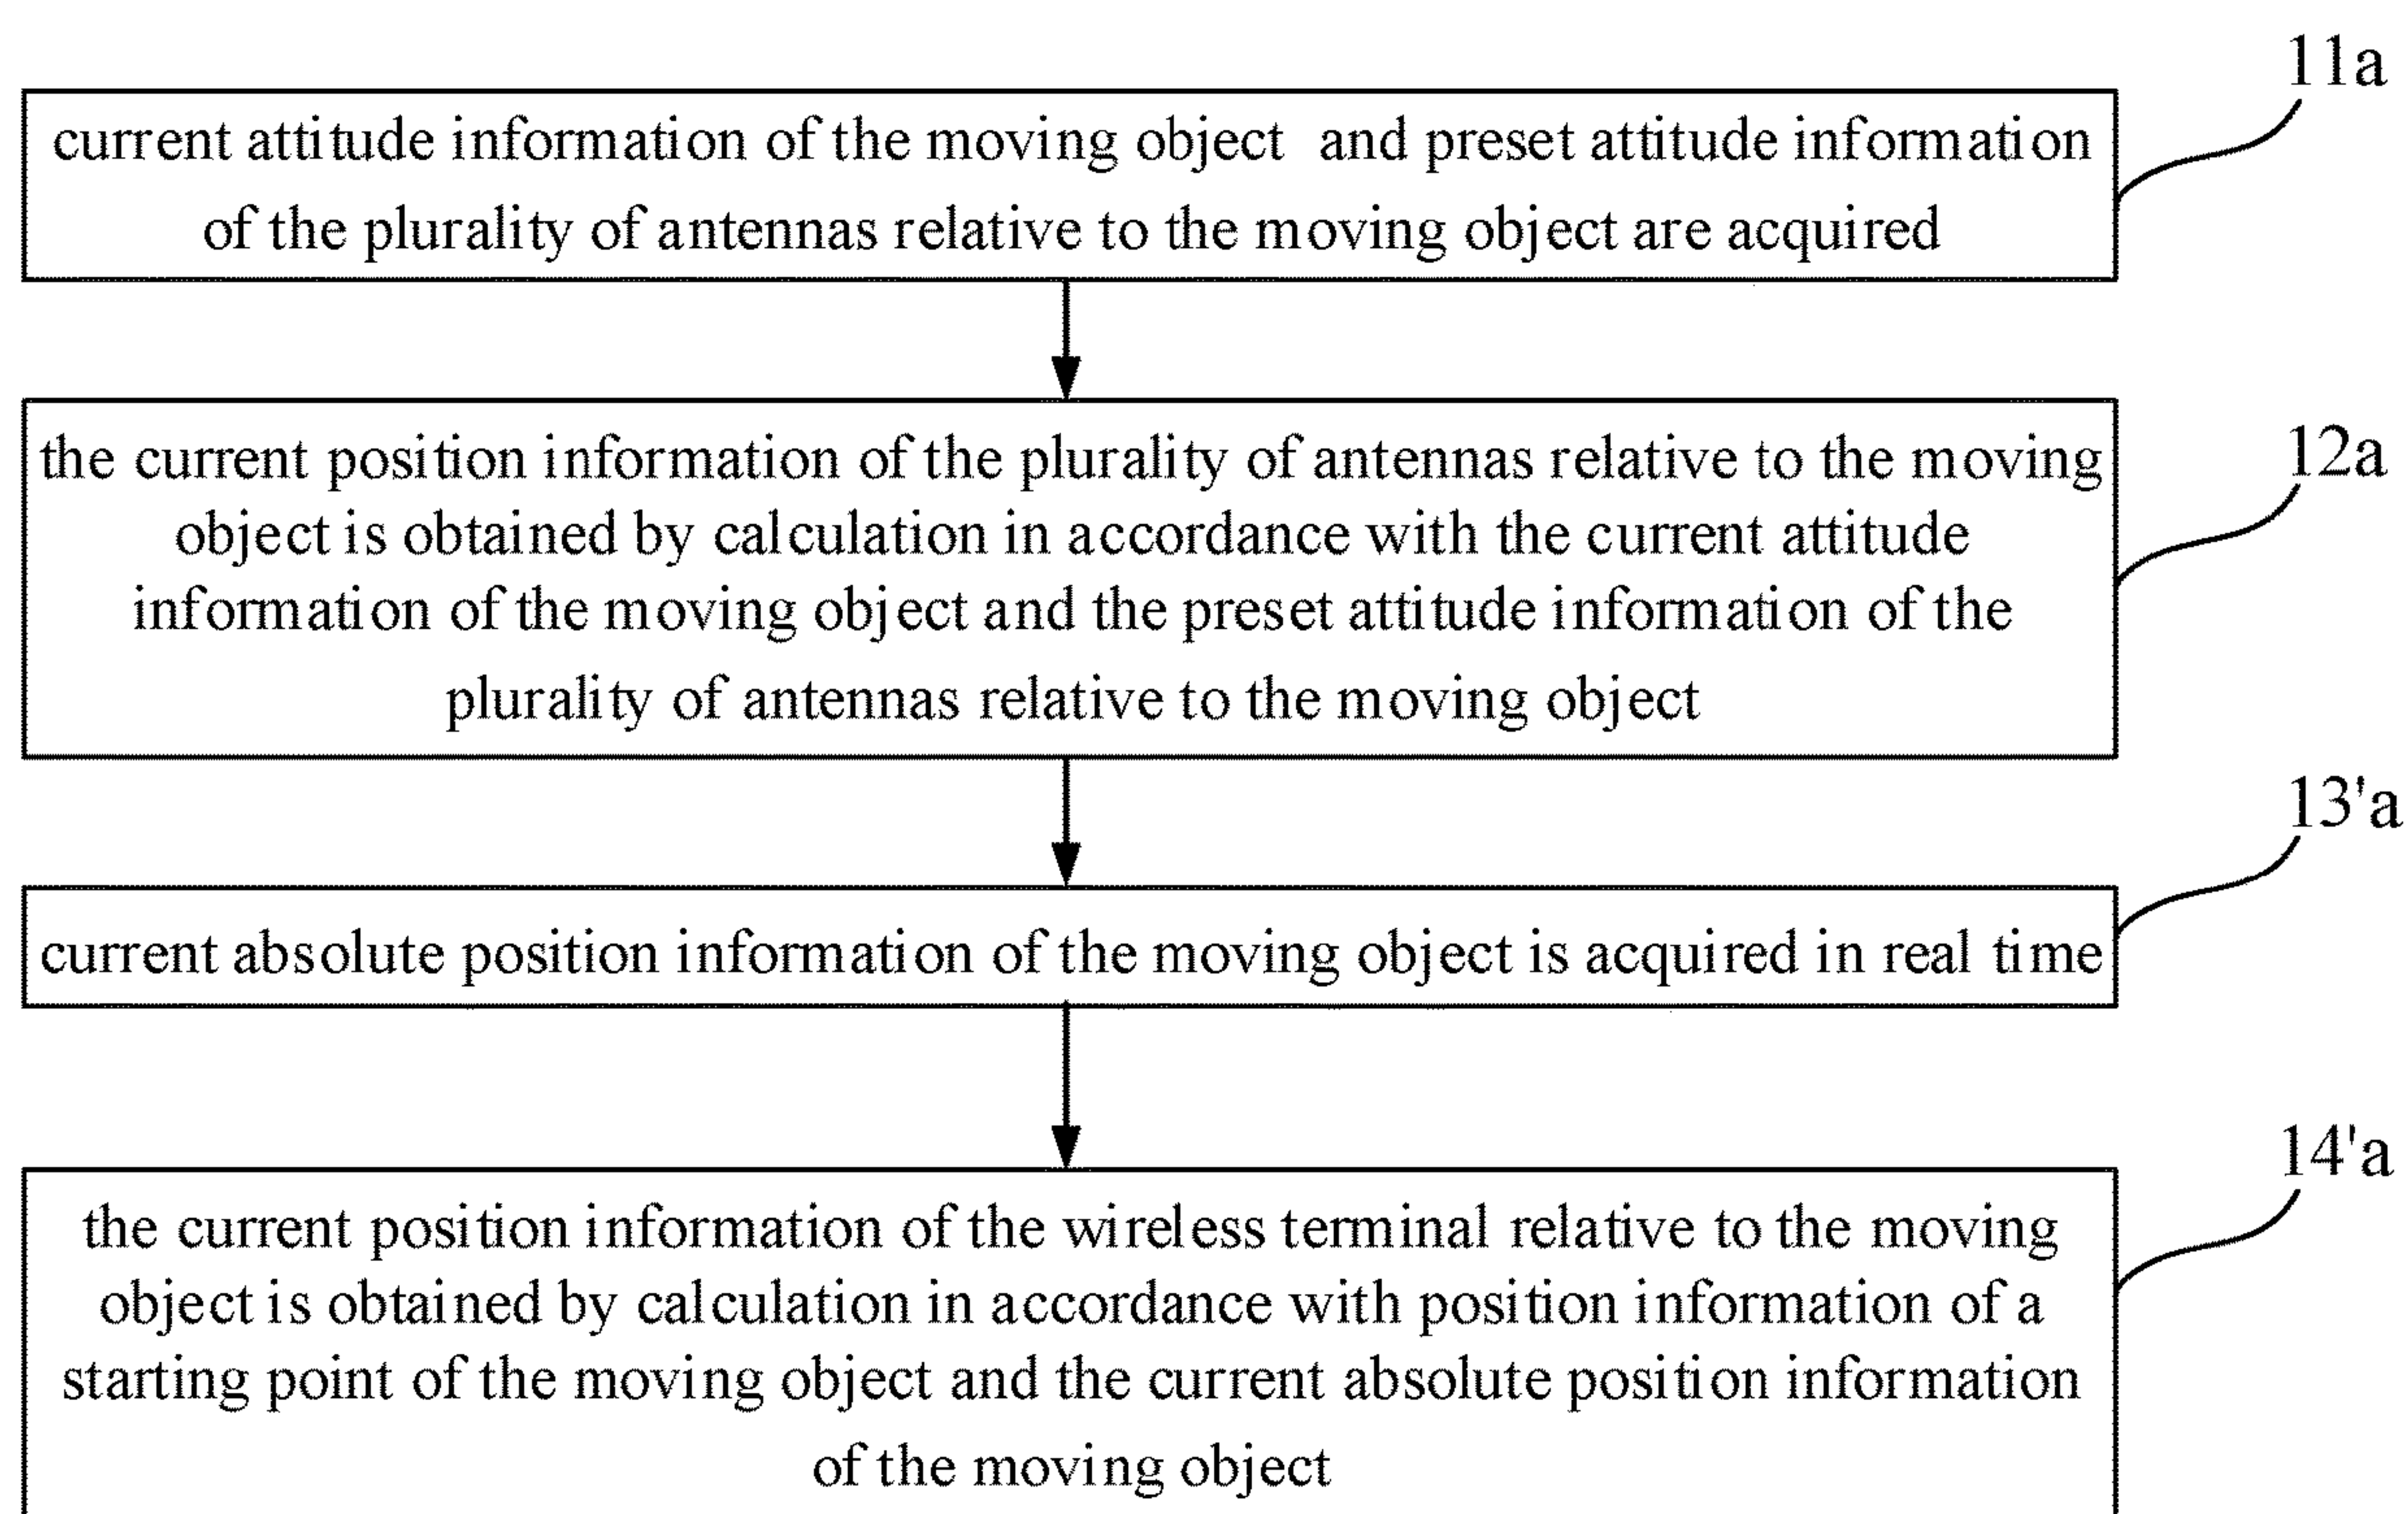 11a
current attitude information of the moving object and preset attitude information
of the plurality of antennas relative to the moving object are acquired
12a
the current position information of the plurality of antennas relative to the moving
object is obtained by calculation in accordance with the current attitude
information of the moving object and the preset attitude information of the
plurality of antennas relative to the moving object
13'a
current absolute position information of the moving object is acquired in real time
14'a
the current position information of the wireless terminal relative to the moving
object is obtained by calculation in accordance with position information of a
starting point of the moving object and the current absolute position information
of the moving object